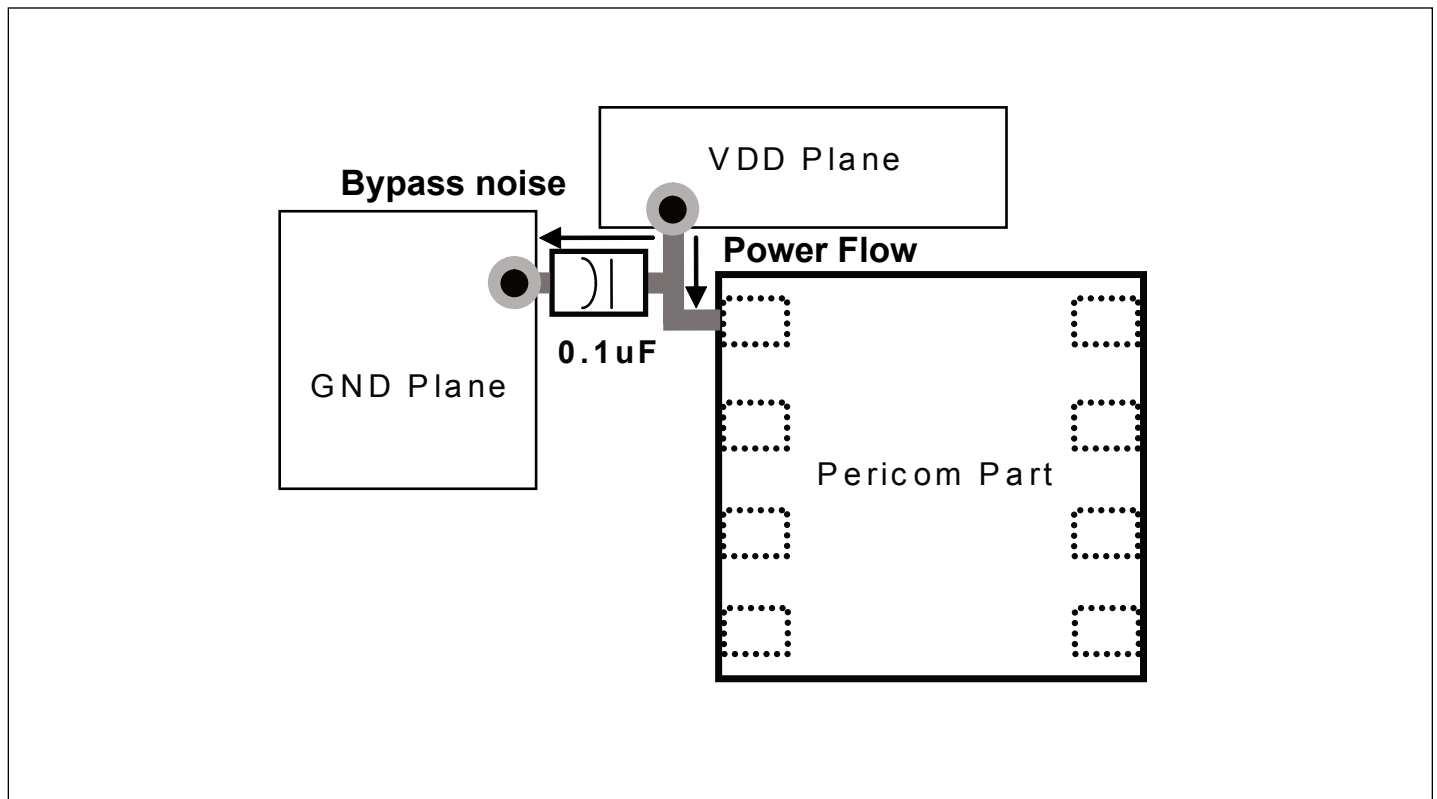 VDD Plane
Bypass noise
Power Flow
0.1uF
GND Plane
Pericom Part